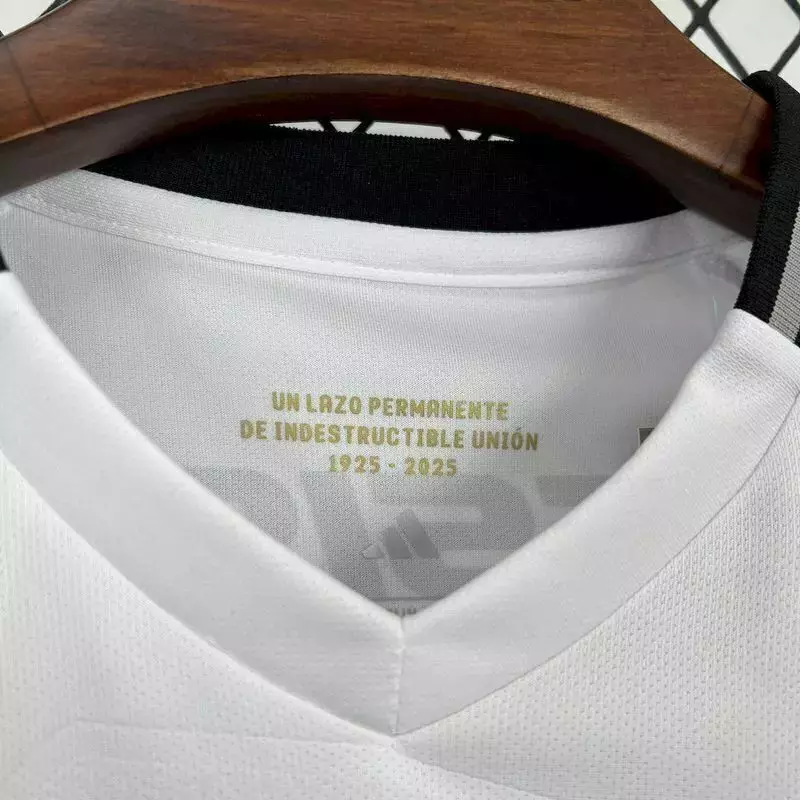 UN LAZO PERMANENTE
DE INDESTRUCTIBLE UNIÓN
1925 - 2025